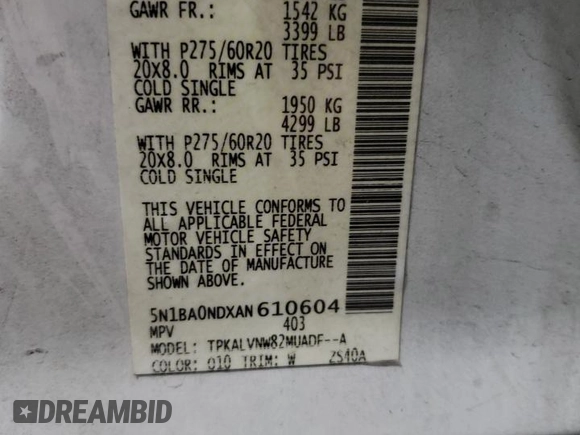 GAWR FR.: 1542 KG
3399 LB
WITH P275/60R20 TIRES
20X8.0 RIMS AT 35 PSI
COLD SINGLE
GAWR RR.: 1950 KG
4299 LB
WITH P275/60R20 TIRES
20X8.0 RIMS AT 35 PSI
COLD SINGLE
THIS VEHICLE CONFORMS TO
ALL APPLICABLE FEDERAL
MOTOR VEHICLE SAFETY
STANDARDS IN EFFECT ON
THE DATE OF MANUFACTURE
SHOWN ABOVE.
5N1BA0NDXAN610604
MPV 403
MODEL: TPKALVNW82MUADF--A
COLOR: 010 TRIM: W ZS40A
DREAMBID